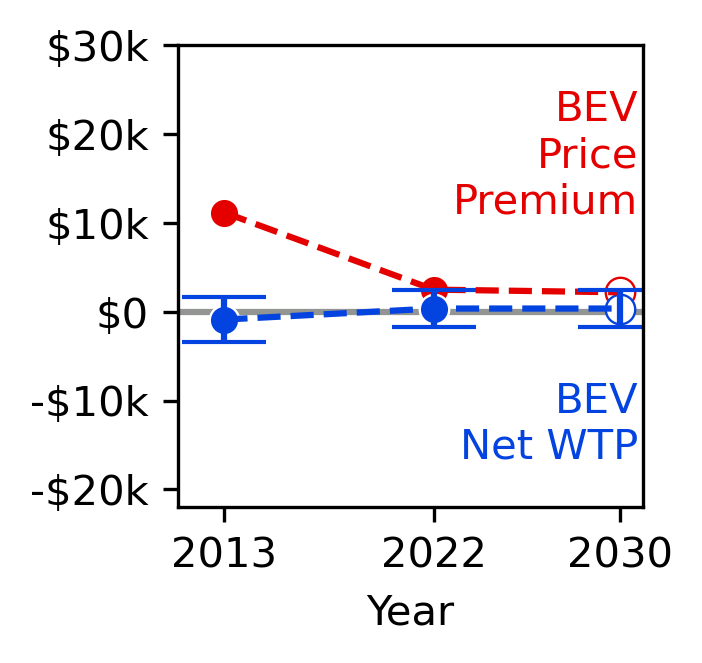 $30k
$20k
$10k
$0
-$10k
-$20k
BEV
Price
Premium
BEV
Net WTP
2013
2022
2030
Year